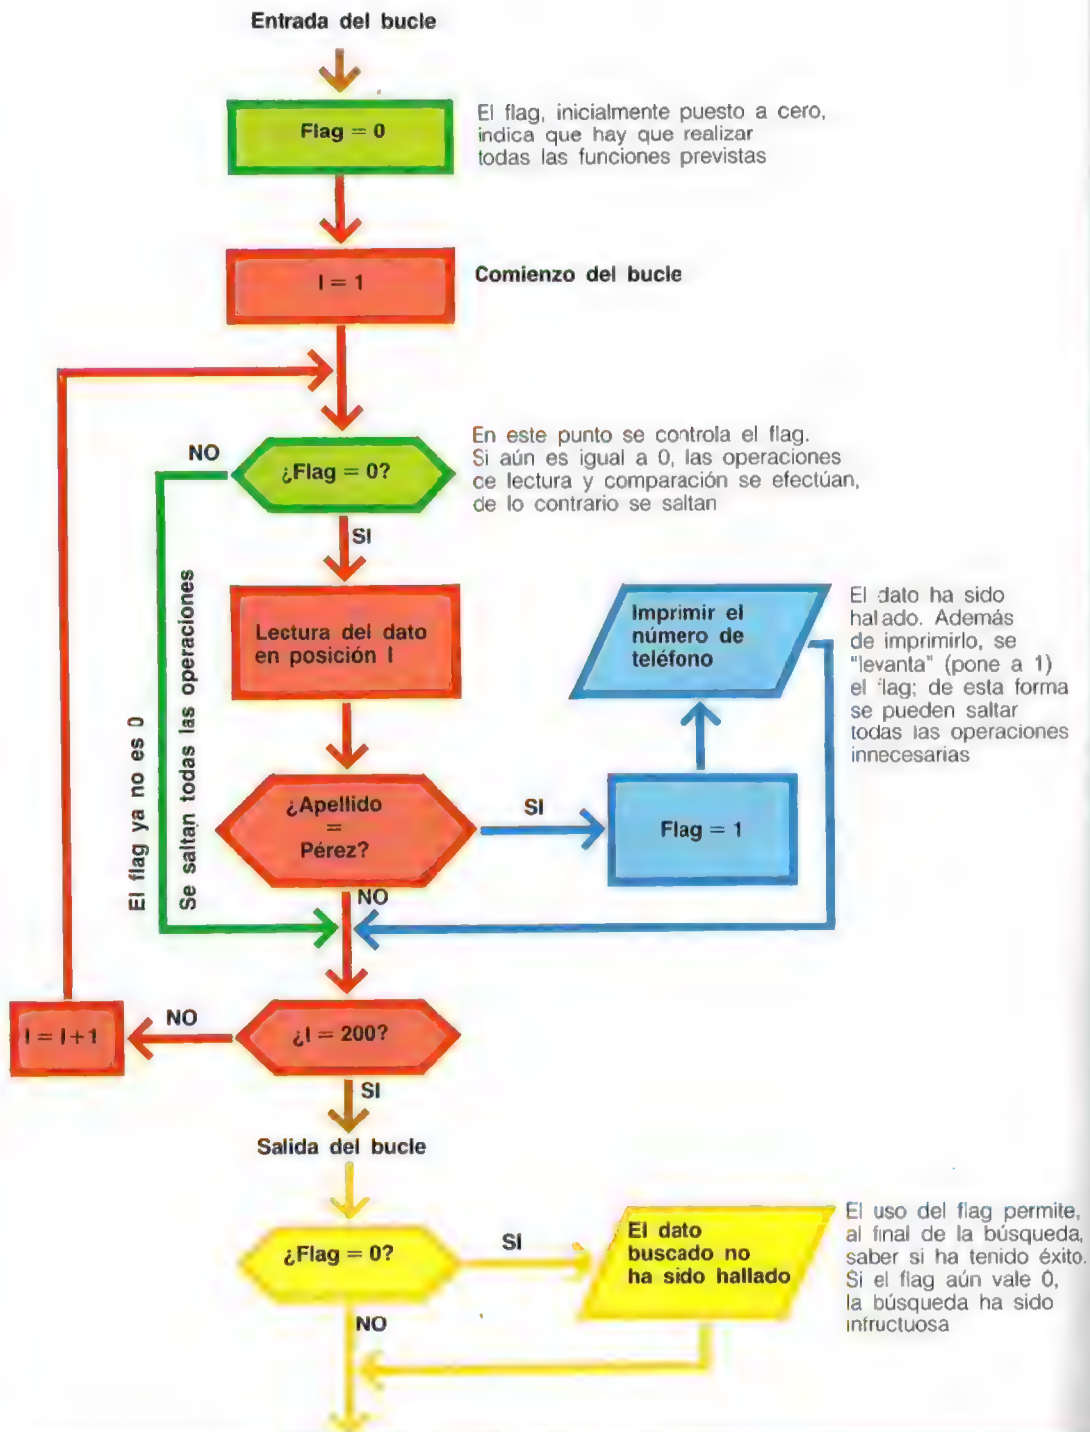 Entrada del bucle
Flag = 0
El flag, inicialmente puesto a cero,
indica que hay que realizar
todas las funciones previstas
I = 1
Comienzo del bucle
NO
¿Flag = 0?
En este punto se controla el flag.
Si aún es igual a 0, las operaciones
ce lectura y comparación se efectúan,
de lo contrario se saltan
SI
El flag ya no es 0
Se saltan todas las operaciones
Lectura del dato
en posición I
Imprimir el
número de
teléfono
El dato ha sido
halado. Además
de imprimirlo, se
"levanta" (pone a 1)
el flag; de esta forma
se pueden saltar
todas las operaciones
innecesarias
¿Apellido
=
Pérez?
SI
Flag = 1
NO
I = I+1
NO
¿I = 200?
SI
Salida del bucle
¿Flag = 0?
SI
El dato
buscado no
ha sido hallado
El uso del flag permite,
al final de la búsqueda,
saber si ha tenido éxito.
Si el flag aún vale 0,
la búsqueda ha sido
infructuosa
NO